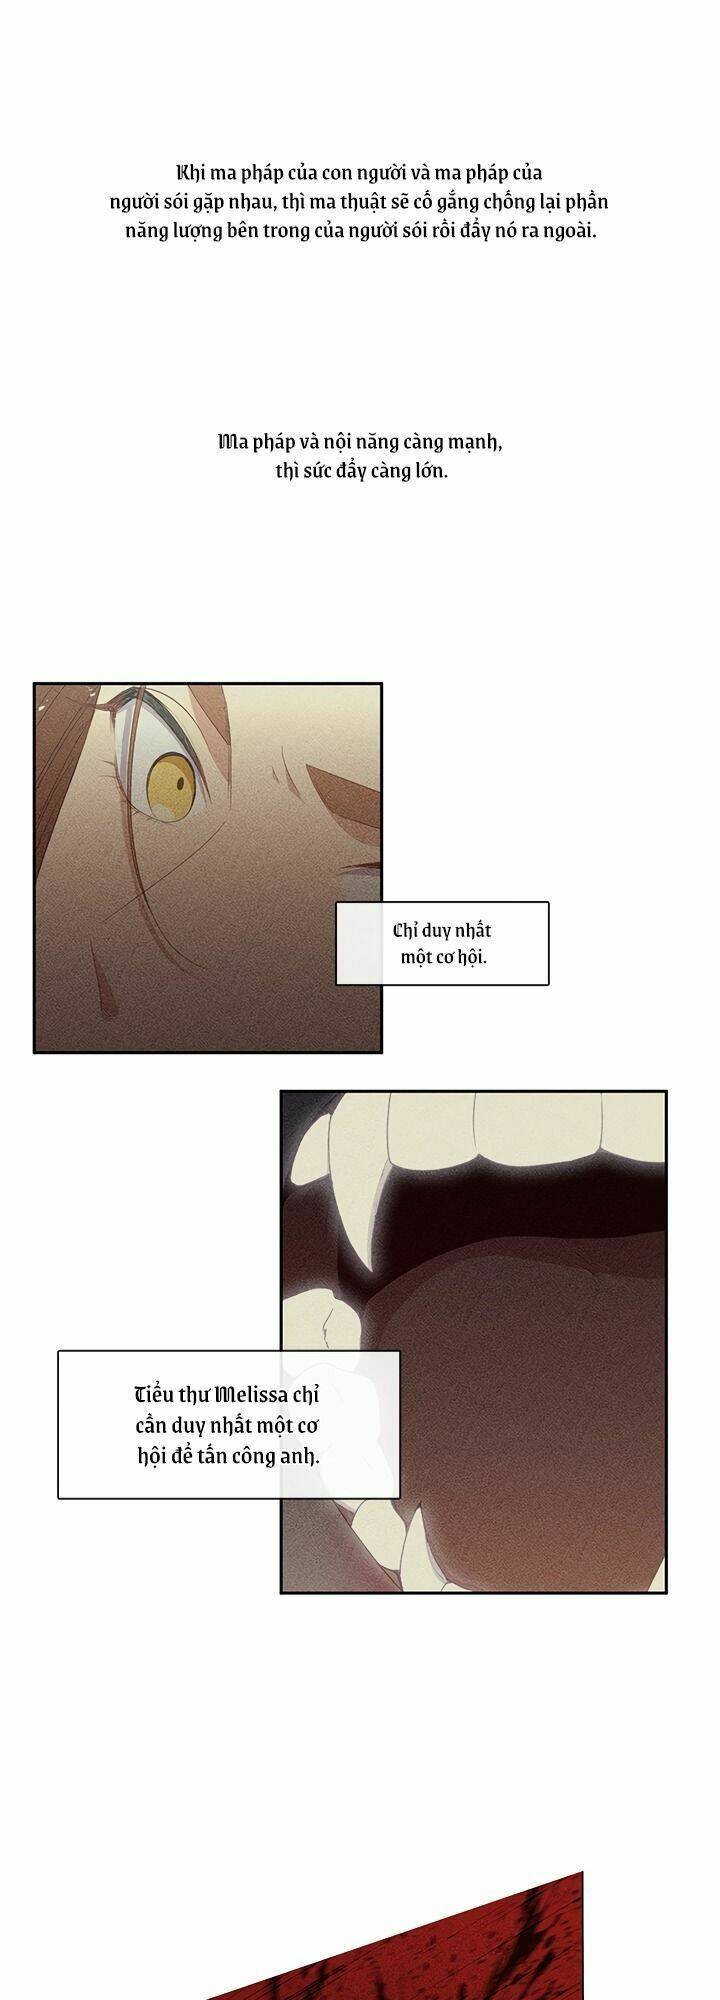 Khi ma pháp của con người và ma pháp của
người sói gặp nhau, thì ma thuật sẽ cố gắng chống lại phần
năng lượng bên trong của người sói rồi đẩy nó ra ngoài.
Ma pháp và nội năng càng mạnh,
thì sức đẩy càng lớn.
Chỉ duy nhất
một cơ hội.
Tiểu thư Melissa chỉ
cần duy nhất một cơ
hội để tấn công anh.